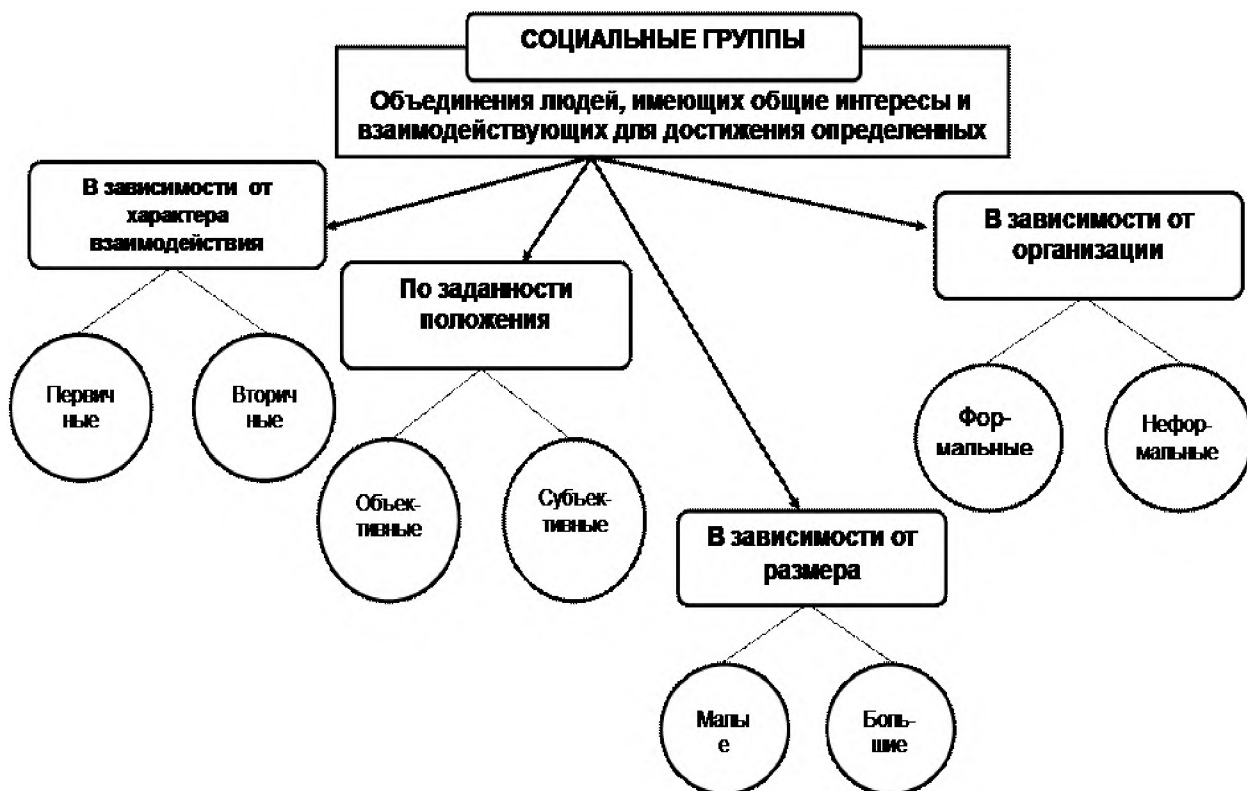 СОЦИАЛЬНЫЕ ГРУППЫ
Объединения людей, имеющих общие интересы и
взаимодействующих для достижения определенных
В зависимости от
характера
взаимодействия
Первич
ные
Вторич
ные
По заданности
положения
Объек-
тивные
Субъек-
тивные
В зависимости от
размера
Малы
е
Боль-
шие
В зависимости от
организации
Фор-
мальные
Нефор-
мальные